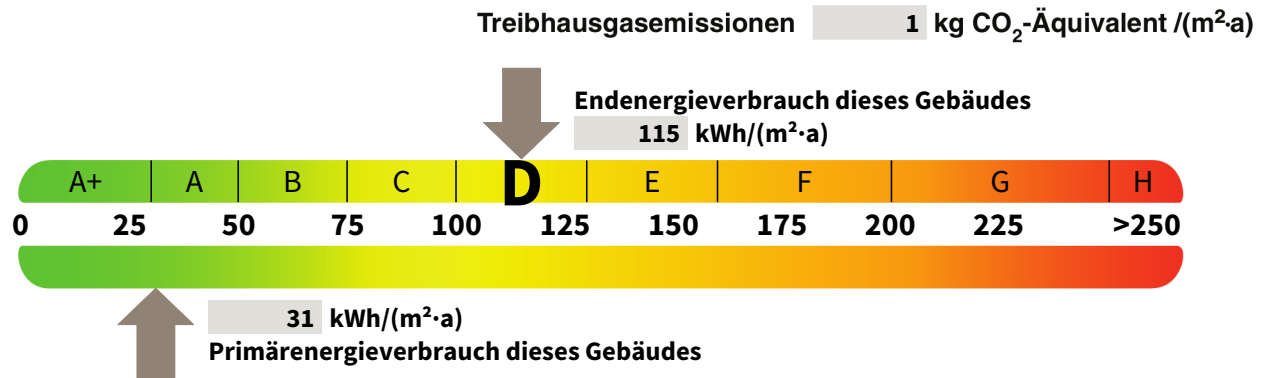 Treibhausgasemissionen 1 kg CO₂-Äquivalent /(m²·a)
Endenergieverbrauch dieses Gebäudes
115 kWh/(m²·a)
A+ A B C D E F G H
0 25 50 75 100 125 150 175 200 225 >250
31 kWh/(m²·a)
Primärenergieverbrauch dieses Gebäudes